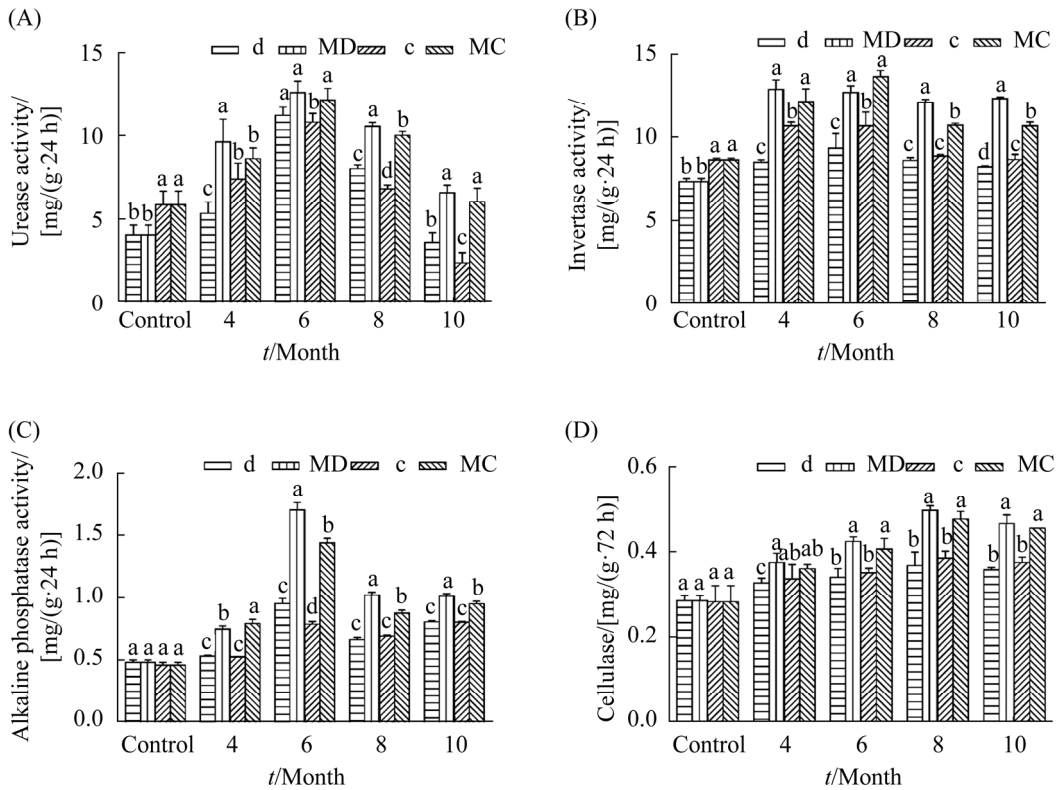 (A)
d MD c MC
Urease activity/
[mg/(g·24 h)]
15
10
5
0
b b a a
c a b b
a a b a
c a d b
b a c a
Control 4 6 8 10
t/Month
(B)
d MD c MC
Invertase activity/
[mg/(g·24 h)]
15
10
5
0
b b a a
c a b a
c a b a
c a c b
d a c b
Control 4 6 8 10
t/Month
(C)
d MD c MC
Alkaline phosphatase activity/
[mg/(g·24 h)]
2.0
1.5
1.0
0.5
0.0
a a a a
c b c a
c a d b
c a c b
c a c b
Control 4 6 8 10
t/Month
(D)
d MD c MC
Cellulase/[mg/(g·72 h)]
0.6
0.4
0.2
0.0
a a a a
c a ab ab
b a b a
b a b a
b a b a
Control 4 6 8 10
t/Month